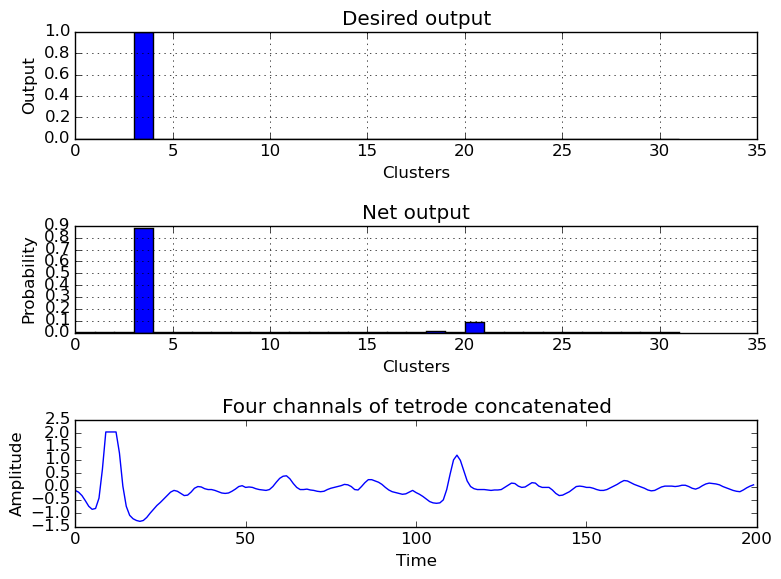 Desired output
1.0
0.8
0.6
0.4
0.2
0.0
Output
0 5 10 15 20 25 30 35
Clusters
Net output
0.9
0.8
0.7
0.6
0.5
0.4
0.3
0.2
0.1
0.0
Probability
0 5 10 15 20 25 30 35
Clusters
Four channals of tetrode concatenated
2.5
2.0
1.5
1.0
0.5
0.0
−0.5
−1.0
−1.5
Amplitude
0 50 100 150 200
Time